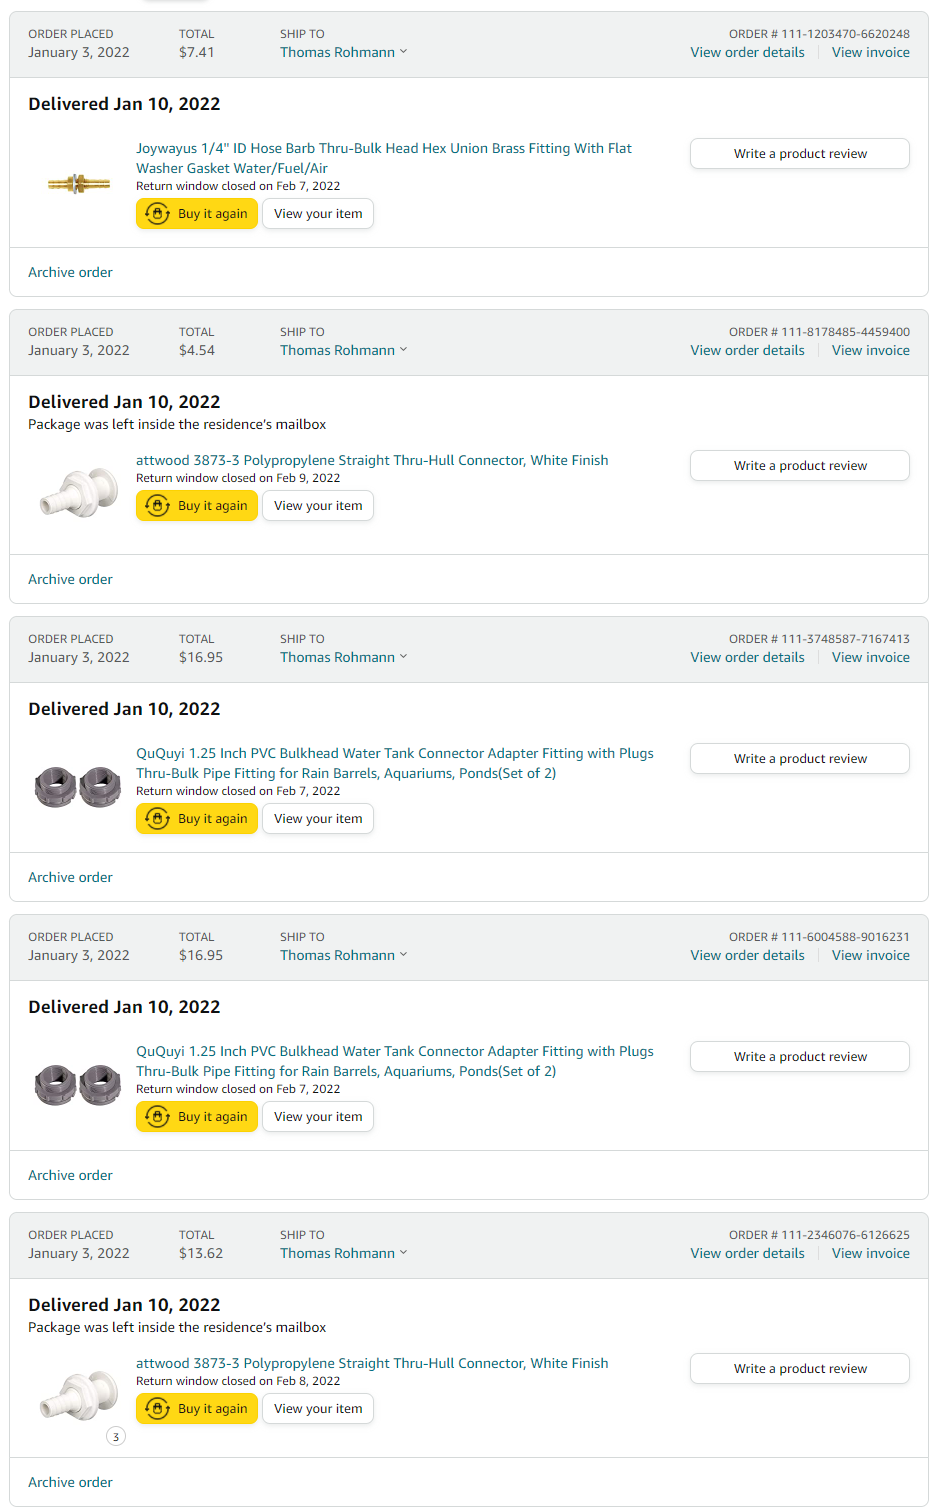 ORDER PLACED TOTAL SHIP TO ORDER # 111-1203470-6620248
January 3, 2022 $7.41 Thomas Rohmann View order details View invoice
Delivered Jan 10, 2022
Joywayus 1/4" ID Hose Barb Thru-Bulk Head Hex Union Brass Fitting With Flat
Washer Gasket Water/Fuel/Air
Write a product review
Return window closed on Feb 7, 2022
Buy it again View your item
Archive order
ORDER PLACED TOTAL SHIP TO ORDER # 111-8178485-4459400
January 3, 2022 $4.54 Thomas Rohmann View order details View invoice
Delivered Jan 10, 2022
Package was left inside the residence's mailbox
attwood 3873-3 Polypropylene Straight Thru-Hull Connector, White Finish
Write a product review
Return window closed on Feb 9, 2022
Buy it again View your item
Archive order
ORDER PLACED TOTAL SHIP TO ORDER # 111-3748587-7167413
January 3, 2022 $16.95 Thomas Rohmann View order details View invoice
Delivered Jan 10, 2022
QuQuyi 1.25 Inch PVC Bulkhead Water Tank Connector Adapter Fitting with Plugs
Thru-Bulk Pipe Fitting for Rain Barrels, Aquariums, Ponds(Set of 2)
Write a product review
Return window closed on Feb 7, 2022
Buy it again View your item
Archive order
ORDER PLACED TOTAL SHIP TO ORDER # 111-6004588-9016231
January 3, 2022 $16.95 Thomas Rohmann View order details View invoice
Delivered Jan 10, 2022
QuQuyi 1.25 Inch PVC Bulkhead Water Tank Connector Adapter Fitting with Plugs
Thru-Bulk Pipe Fitting for Rain Barrels, Aquariums, Ponds(Set of 2)
Write a product review
Return window closed on Feb 7, 2022
Buy it again View your item
Archive order
ORDER PLACED TOTAL SHIP TO ORDER # 111-2346076-6126625
January 3, 2022 $13.62 Thomas Rohmann View order details View invoice
Delivered Jan 10, 2022
Package was left inside the residence's mailbox
attwood 3873-3 Polypropylene Straight Thru-Hull Connector, White Finish
Write a product review
Return window closed on Feb 8, 2022
Buy it again View your item
3
Archive order